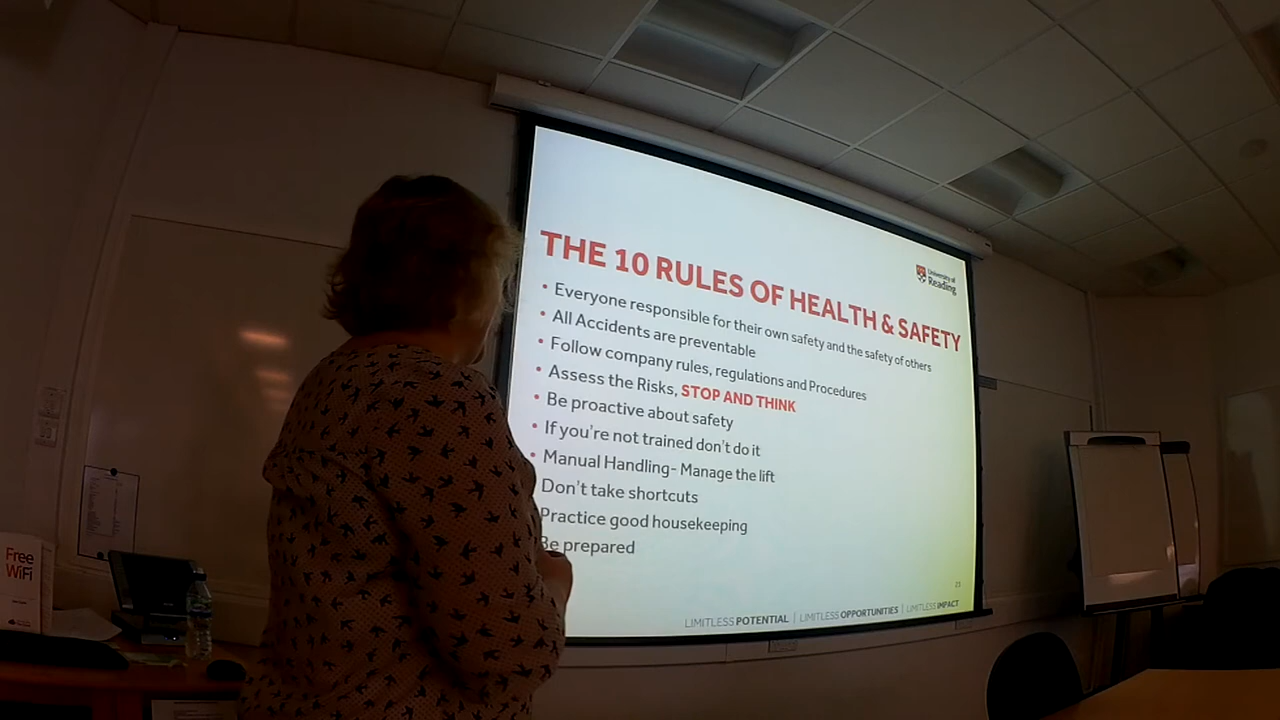 University of
Reading
THE 10 RULES OF HEALTH & SAFETY
• Everyone responsible for their own safety and the safety of others
• All Accidents are preventable
• Follow company rules, regulations and Procedures
• Assess the Risks, STOP AND THINK
• Be proactive about safety
• If you're not trained don't do it
• Manual Handling- Manage the lift
Don't take shortcuts
Practice good housekeeping
Be prepared
LIMITLESS POTENTIAL | LIMITLESS OPPORTUNITIES | LIMITLESS IMPACT
Free
WiFi